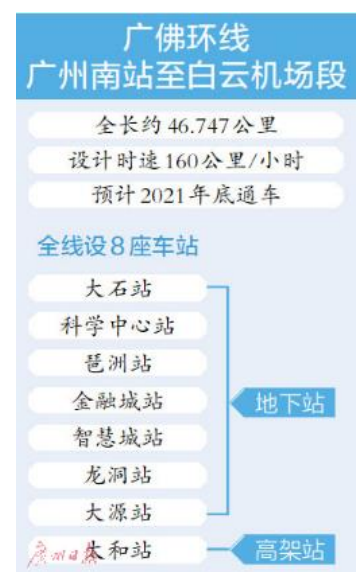 广佛环线
广州南站至白云机场段
全长约46.747公里
设计时速160公里/小时
预计2021年底通车
全线设8座车站
大石站
科学中心站
琶洲站
金融城站
地下站
智慧城站
龙洞站
大源站
广州日报
太和站
高架站